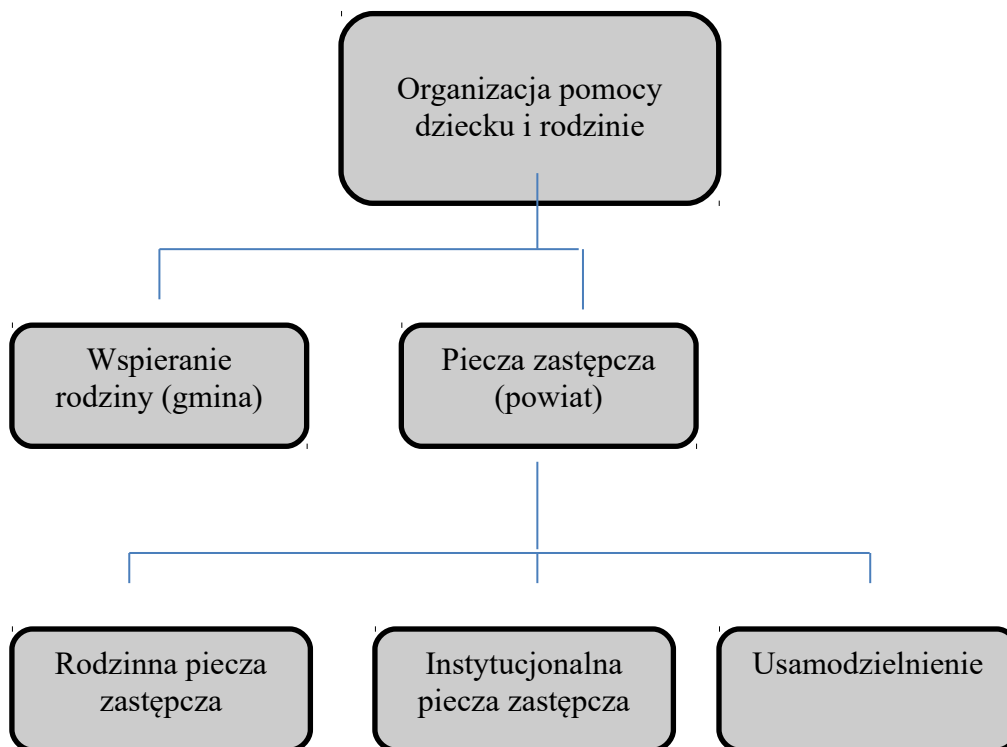 Organizacja pomocy
dziecku i rodzinie
Wspieranie
rodziny (gmina)
Piecza zastępcza
(powiat)
Rodzinna piecza
zastępcza
Instytucjonalna
piecza zastępcza
Usamodzielnienie